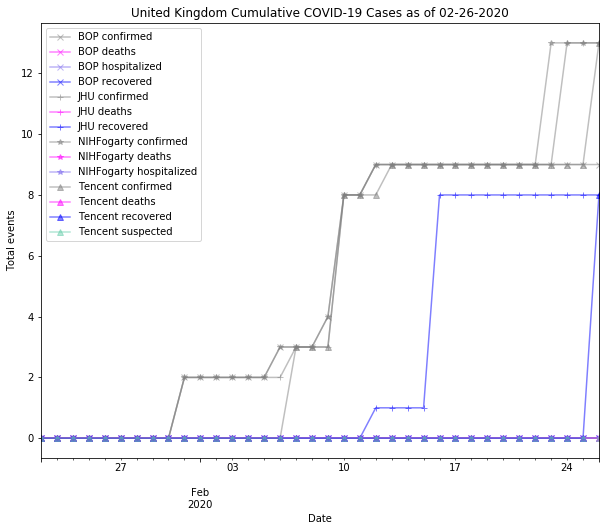 United Kingdom Cumulative COVID-19 Cases as of 02-26-2020
BOP confirmed
BOP deaths
BOP hospitalized
BOP recovered
JHU confirmed
JHU deaths
JHU recovered
NIHFogarty confirmed
NIHFogarty deaths
NIHFogarty hospitalized
Tencent confirmed
Tencent deaths
Tencent recovered
Tencent suspected
Total events
12
10
8
6
4
2
0
27
03
10
17
24
Feb
2020
Date